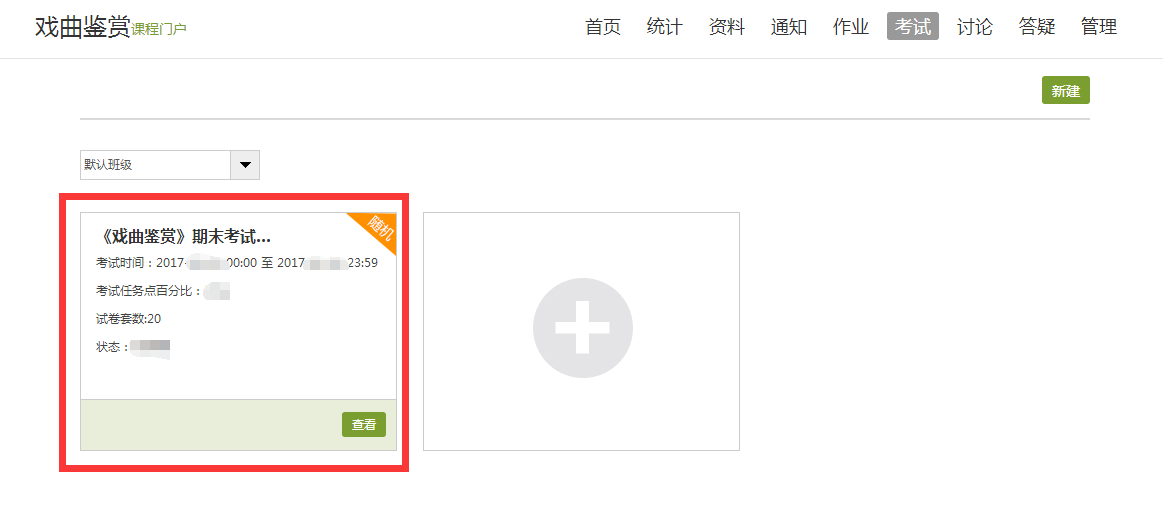 戏曲鉴赏课程门户 首页 统计 资料 通知 作业 考试 讨论 答疑 管理
新建
默认班级
随机
《戏曲鉴赏》期末考试...
考试时间：2017- 00:00 至 2017 23:59
考试任务点百分比：
试卷套数:20
状态：
查看